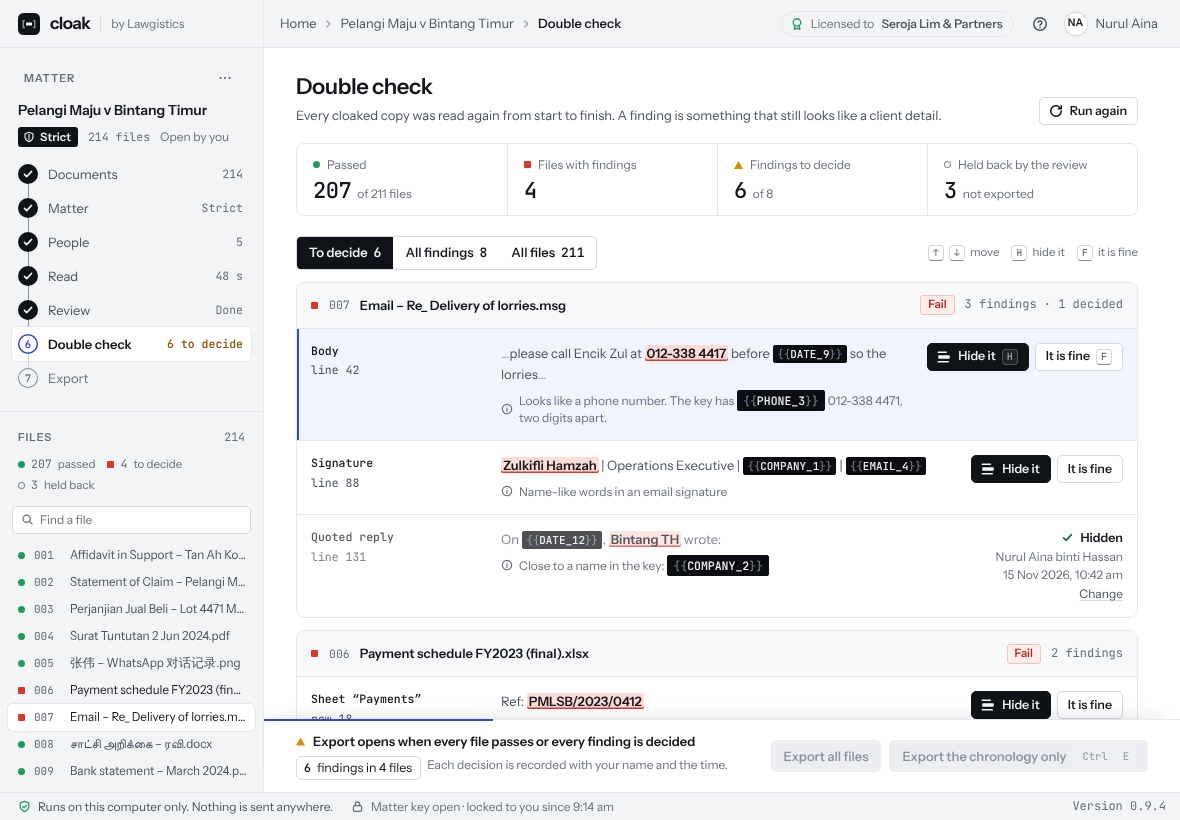 cloak by Lawgistics
Home > Pelangi Maju v Bintang Timur > Double check
Licensed to Seroja Lim & Partners
NA Nurul Aina
MATTER ...
Pelangi Maju v Bintang Timur
Strict 214 files Open by you
Documents 214
Matter Strict
People 5
Read 48 s
Review Done
6 Double check 6 to decide
7 Export
FILES 214
207 passed 4 to decide
3 held back
Find a file
001 Affidavit in Support – Tan Ah Ko...
002 Statement of Claim – Pelangi M...
003 Perjanjian Jual Beli – Lot 4471 M...
004 Surat Tuntutan 2 Jun 2024.pdf
005 张伟 – WhatsApp 对话记录.png
006 Payment schedule FY2023 (fin...
007 Email – Re_ Delivery of lorries.m...
008 சாட்சி அறிக்கை – ரவி.docx
009 Bank statement – March 2024.p...
Double check
Every cloaked copy was read again from start to finish. A finding is something that still looks like a client detail.
Run again
Passed
207 of 211 files
Files with findings
4
Findings to decide
6 of 8
Held back by the review
3 not exported
To decide 6 All findings 8 All files 211
↑ ↓ move H hide it F it is fine
007 Email – Re_ Delivery of lorries.msg
Fail 3 findings · 1 decided
Body
line 42
…please call Encik Zul at 012-338 4417 before {{DATE_9}} so the
lorries…
Looks like a phone number. The key has {{PHONE_3}} 012-338 4471,
two digits apart.
Hide it H It is fine F
Signature
line 88
Zulkifli Hamzah | Operations Executive | {{COMPANY_1}} | {{EMAIL_4}}
Name-like words in an email signature
Hide it It is fine
Quoted reply
line 131
On {{DATE_12}}, Bintang TH wrote:
Close to a name in the key: {{COMPANY_2}}
Hidden
Nurul Aina binti Hassan
15 Nov 2026, 10:42 am
Change
006 Payment schedule FY2023 (final).xlsx
Fail 2 findings
Sheet “Payments”
row 18
Ref: PMLSB/2023/0412
Hide it It is fine
Export opens when every file passes or every finding is decided
6 findings in 4 files Each decision is recorded with your name and the time.
Export all files Export the chronology only Ctrl E
Runs on this computer only. Nothing is sent anywhere. Matter key open · locked to you since 9:14 am
Version 0.9.4